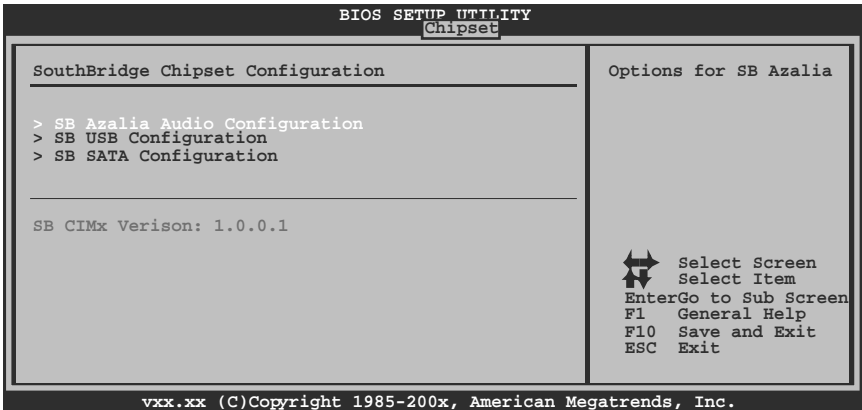 BIOS SETUP UTILITY
Chipset
SouthBridge Chipset Configuration
> SB Azalia Audio Configuration
> SB USB Configuration
> SB SATA Configuration
SB CIMx Verison: 1.0.0.1
Options for SB Azalia
Select Screen
Select Item
EnterGo to Sub Screen
F1 General Help
F10 Save and Exit
ESC Exit
vxx.xx (C)Copyright 1985-200x, American Megatrends, Inc.